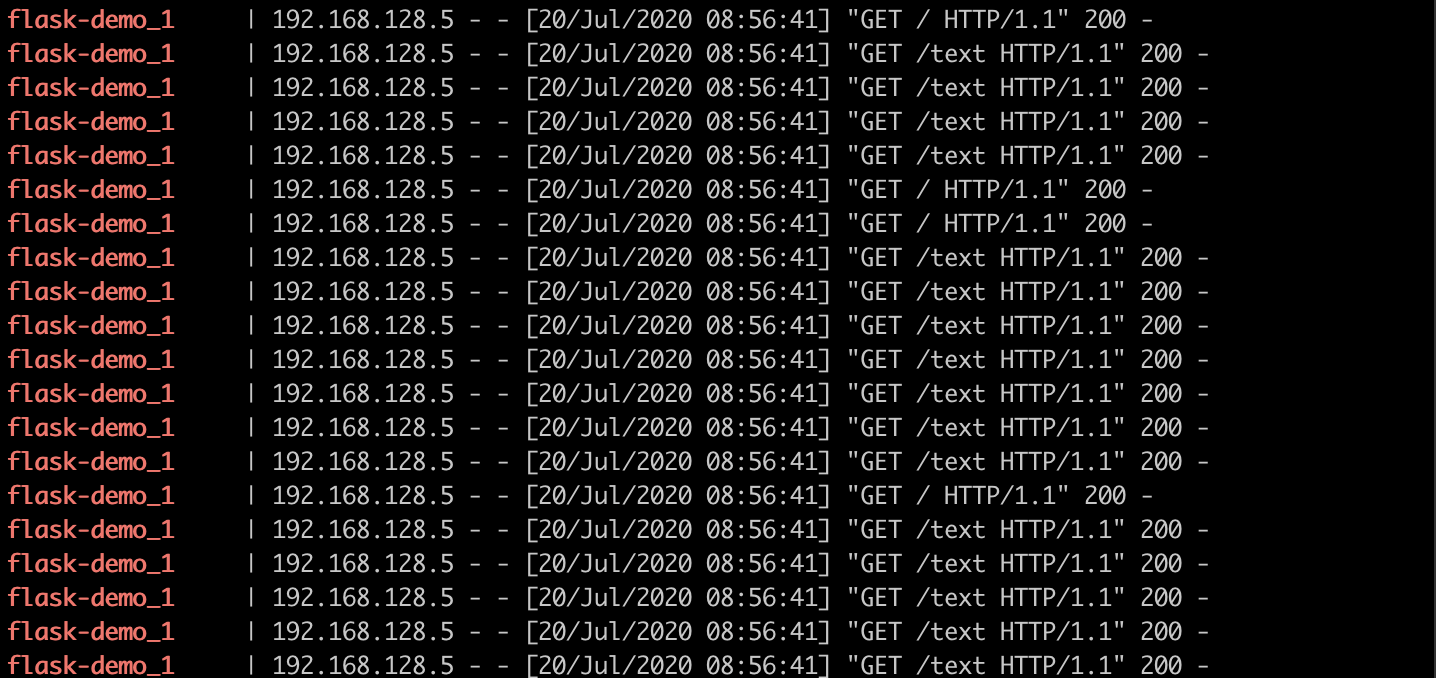 flask-demo_1     | 192.168.128.5 - - [20/Jul/2020 08:56:41] "GET / HTTP/1.1" 200 -
flask-demo_1     | 192.168.128.5 - - [20/Jul/2020 08:56:41] "GET /text HTTP/1.1" 200 -
flask-demo_1     | 192.168.128.5 - - [20/Jul/2020 08:56:41] "GET /text HTTP/1.1" 200 -
flask-demo_1     | 192.168.128.5 - - [20/Jul/2020 08:56:41] "GET /text HTTP/1.1" 200 -
flask-demo_1     | 192.168.128.5 - - [20/Jul/2020 08:56:41] "GET /text HTTP/1.1" 200 -
flask-demo_1     | 192.168.128.5 - - [20/Jul/2020 08:56:41] "GET / HTTP/1.1" 200 -
flask-demo_1     | 192.168.128.5 - - [20/Jul/2020 08:56:41] "GET / HTTP/1.1" 200 -
flask-demo_1     | 192.168.128.5 - - [20/Jul/2020 08:56:41] "GET /text HTTP/1.1" 200 -
flask-demo_1     | 192.168.128.5 - - [20/Jul/2020 08:56:41] "GET /text HTTP/1.1" 200 -
flask-demo_1     | 192.168.128.5 - - [20/Jul/2020 08:56:41] "GET /text HTTP/1.1" 200 -
flask-demo_1     | 192.168.128.5 - - [20/Jul/2020 08:56:41] "GET /text HTTP/1.1" 200 -
flask-demo_1     | 192.168.128.5 - - [20/Jul/2020 08:56:41] "GET /text HTTP/1.1" 200 -
flask-demo_1     | 192.168.128.5 - - [20/Jul/2020 08:56:41] "GET /text HTTP/1.1" 200 -
flask-demo_1     | 192.168.128.5 - - [20/Jul/2020 08:56:41] "GET /text HTTP/1.1" 200 -
flask-demo_1     | 192.168.128.5 - - [20/Jul/2020 08:56:41] "GET / HTTP/1.1" 200 -
flask-demo_1     | 192.168.128.5 - - [20/Jul/2020 08:56:41] "GET /text HTTP/1.1" 200 -
flask-demo_1     | 192.168.128.5 - - [20/Jul/2020 08:56:41] "GET /text HTTP/1.1" 200 -
flask-demo_1     | 192.168.128.5 - - [20/Jul/2020 08:56:41] "GET /text HTTP/1.1" 200 -
flask-demo_1     | 192.168.128.5 - - [20/Jul/2020 08:56:41] "GET /text HTTP/1.1" 200 -
flask-demo_1     | 192.168.128.5 - - [20/Jul/2020 08:56:41] "GET /text HTTP/1.1" 200 -